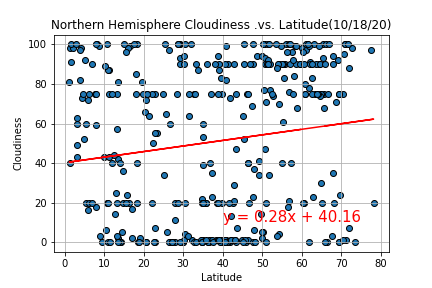 Northern Hemisphere Cloudiness .vs. Latitude(10/18/20)
100
80
60
40
20
0
Cloudiness
y = 0.28x + 40.16
0 10 20 30 40 50 60 70 80
Latitude